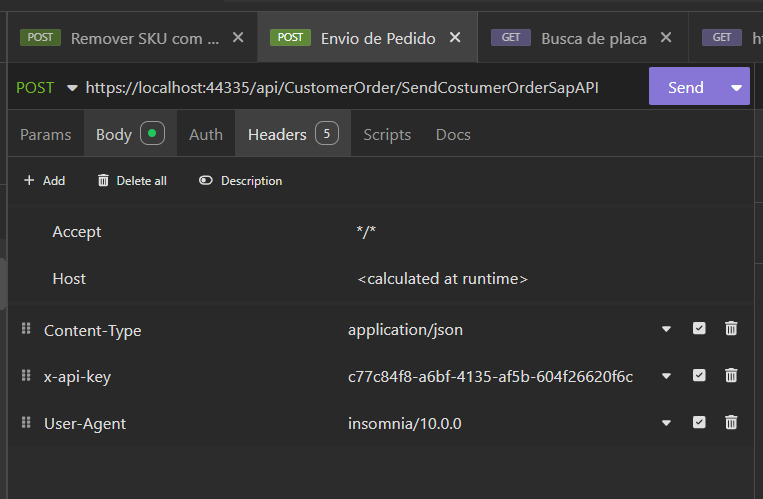 POST Remover SKU com ... POST Envio de Pedido GET Busca de placa GET
POST https://localhost:44335/api/CustomerOrder/SendCostumerOrderSapAPI Send
Params Body Auth Headers 5 Scripts Docs
Add Delete all Description
Accept */*
Host <calculated at runtime>
Content-Type application/json
x-api-key c77c84f8-a6bf-4135-af5b-604f26620f6c
User-Agent insomnia/10.0.0